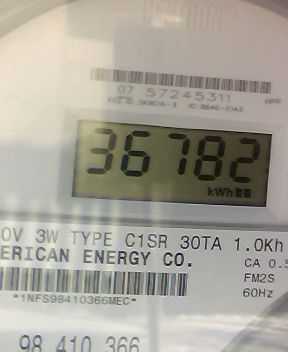 07 57245311
36782
kWh
0V 3W TYPE C1SR 30TA 1.0Kh
ERICAN ENERGY CO.
CA 0.5
FM2S
*1NFS98410366MEC*
60Hz
98 410 366